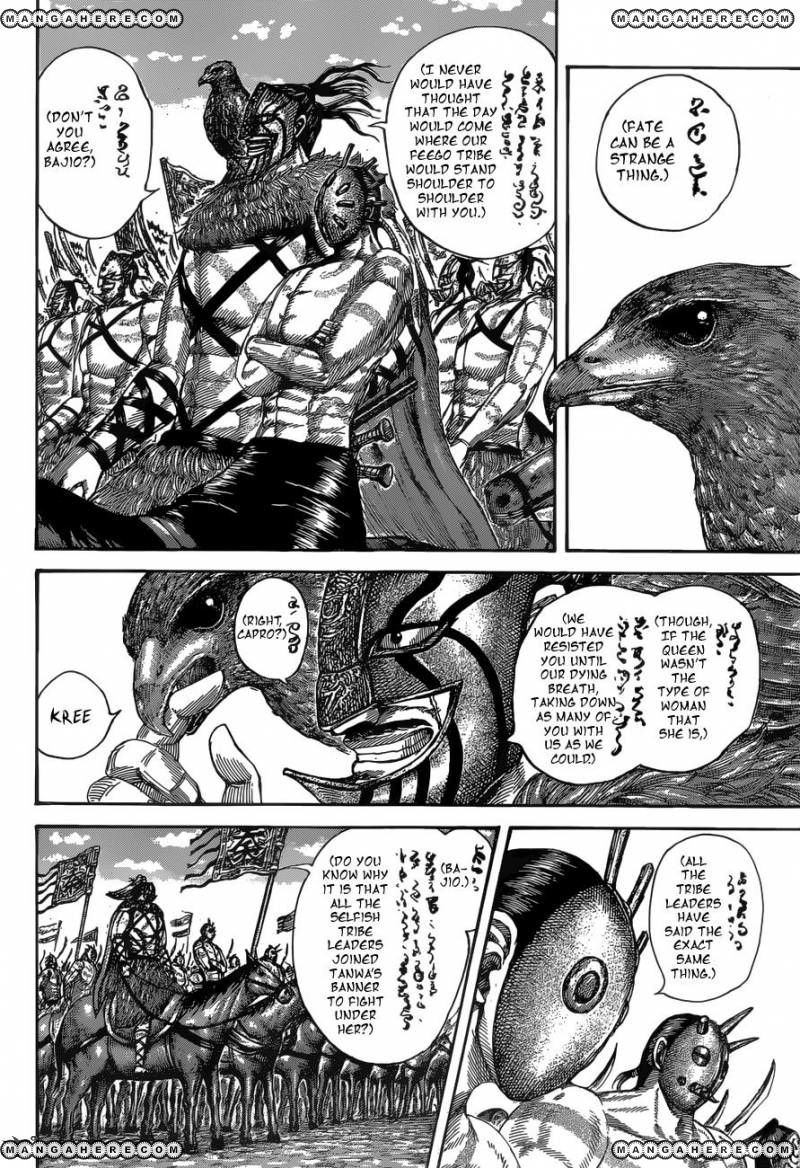 MANGAHERE.COM
MANGAHERE.COM
(FATE
CAN BE A
STRANGE
THING.)
(I NEVER
WOULD HAVE
THOUGHT
THAT THE DAY
WOULD COME
WHERE OUR
FEEGO TRIBE
WOULD STAND
SHOULDER TO
SHOULDER
WITH YOU.)
(DON'T
YOU
AGREE,
BAJIO?)
(THOUGH,
IF THE
QUEEN
WASN'T
THE
TYPE OF
WOMAN
THAT
SHE IS,)
(WE
WOULD HAVE
RESISTED
YOU UNTIL
OUR DYING
BREATH,
TAKING DOWN
AS MANY OF
YOU WITH
US AS WE
COULD.)
(RIGHT,
CAPRO?)
KREE
(ALL
THE
TRIBE
LEADERS
HAVE
SAID THE
EXACT
SAME
THING.)
(BA-
JIO.)
(DO YOU
KNOW WHY
IT IS THAT
ALL THE
SELFISH
TRIBE
LEADERS
JOINED
TANWA'S
BANNER
TO FIGHT
UNDER
HER?)
秦
秦
MANGAHERE.COM
MANGAHERE.COM